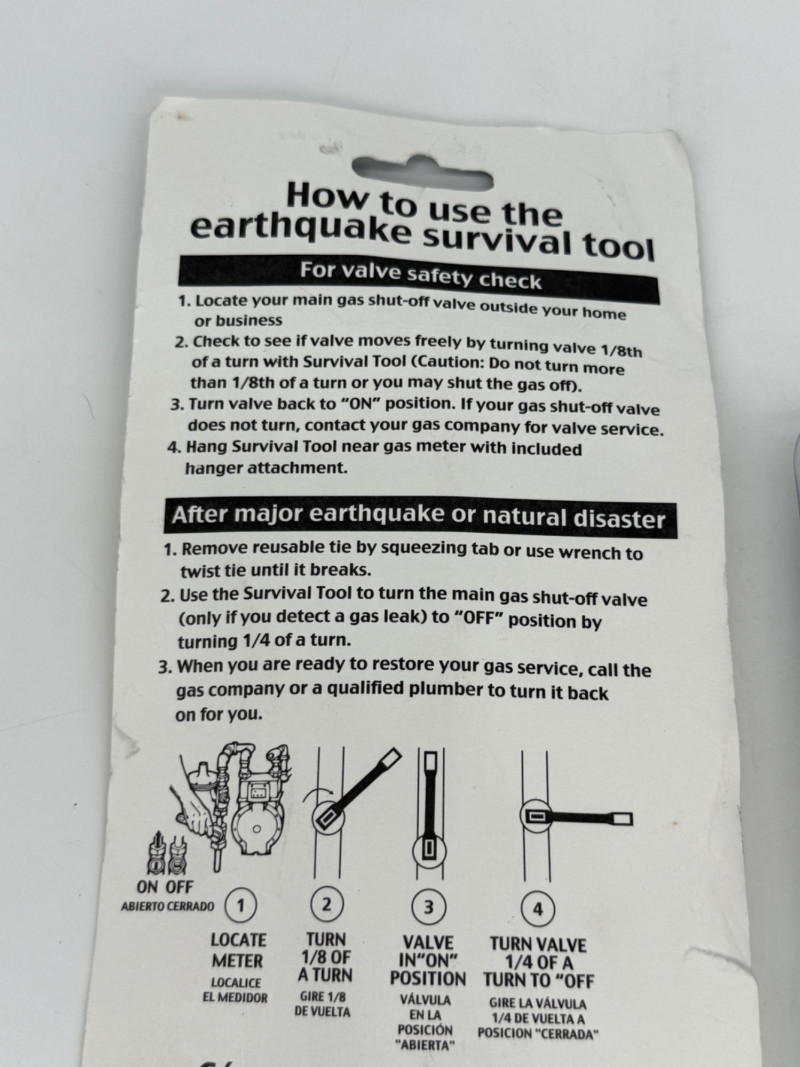 How to use the
earthquake survival tool
For valve safety check
1. Locate your main gas shut-off valve outside your home
or business
2. Check to see if valve moves freely by turning valve 1/8th
of a turn with Survival Tool (Caution: Do not turn more
than 1/8th of a turn or you may shut the gas off).
3. Turn valve back to “ON” position. If your gas shut-off valve
does not turn, contact your gas company for valve service.
4. Hang Survival Tool near gas meter with included
hanger attachment.
After major earthquake or natural disaster
1. Remove reusable tie by squeezing tab or use wrench to
twist tie until it breaks.
2. Use the Survival Tool to turn the main gas shut-off valve
(only if you detect a gas leak) to “OFF” position by
turning 1/4 of a turn.
3. When you are ready to restore your gas service, call the
gas company or a qualified plumber to turn it back
on for you.
ON OFF
ABIERTO CERRADO
1
LOCATE
METER
LOCALICE
EL MEDIDOR
2
TURN
1/8 OF
A TURN
GIRE 1/8
DE VUELTA
3
VALVE
IN"ON"
POSITION
VÁLVULA
EN LA
POSICIÓN
"ABIERTA"
4
TURN VALVE
1/4 OF A
TURN TO “OFF
GIRE LA VÁLVULA
1/4 DE VUELTA A
POSICION "CERRADA"